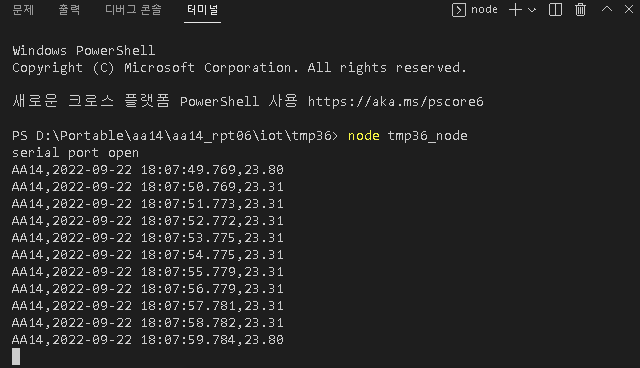 문제 출력 디버그 콘솔 터미널 node
Windows PowerShell
Copyright (C) Microsoft Corporation. All rights reserved.
새로운 크로스 플랫폼 PowerShell 사용 https://aka.ms/pscore6
PS D:\Portable\aa14\aa14_rpt06\iot\tmp36> node tmp36_node
serial port open
AA14,2022-09-22 18:07:49.769,23.80
AA14,2022-09-22 18:07:50.769,23.31
AA14,2022-09-22 18:07:51.773,23.31
AA14,2022-09-22 18:07:52.772,23.31
AA14,2022-09-22 18:07:53.775,23.31
AA14,2022-09-22 18:07:54.775,23.31
AA14,2022-09-22 18:07:55.779,23.31
AA14,2022-09-22 18:07:56.779,23.31
AA14,2022-09-22 18:07:57.781,23.31
AA14,2022-09-22 18:07:58.782,23.31
AA14,2022-09-22 18:07:59.784,23.80